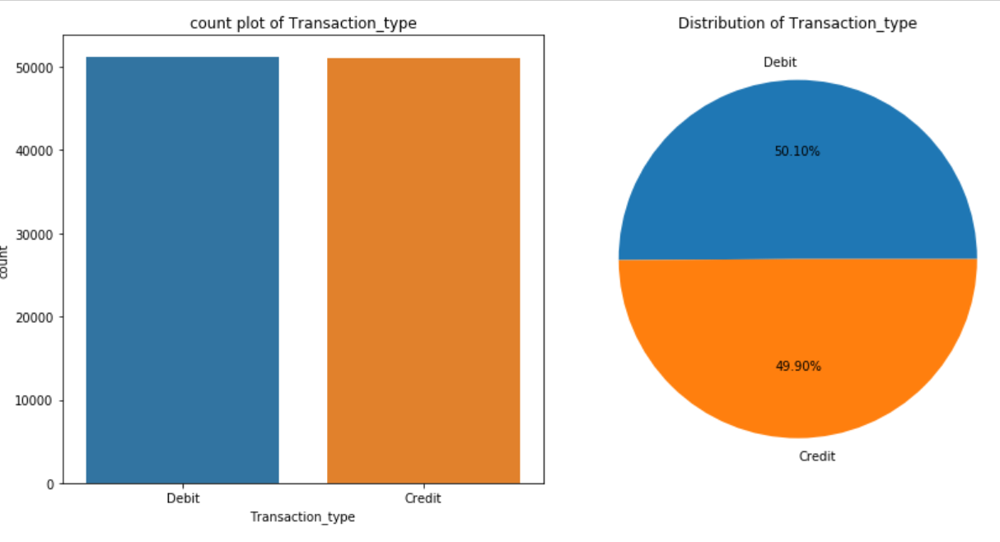 count plot of Transaction_type
50000
40000
30000
20000
10000
0
count
Debit
Credit
Transaction_type
Distribution of Transaction_type
Debit
50.10%
49.90%
Credit